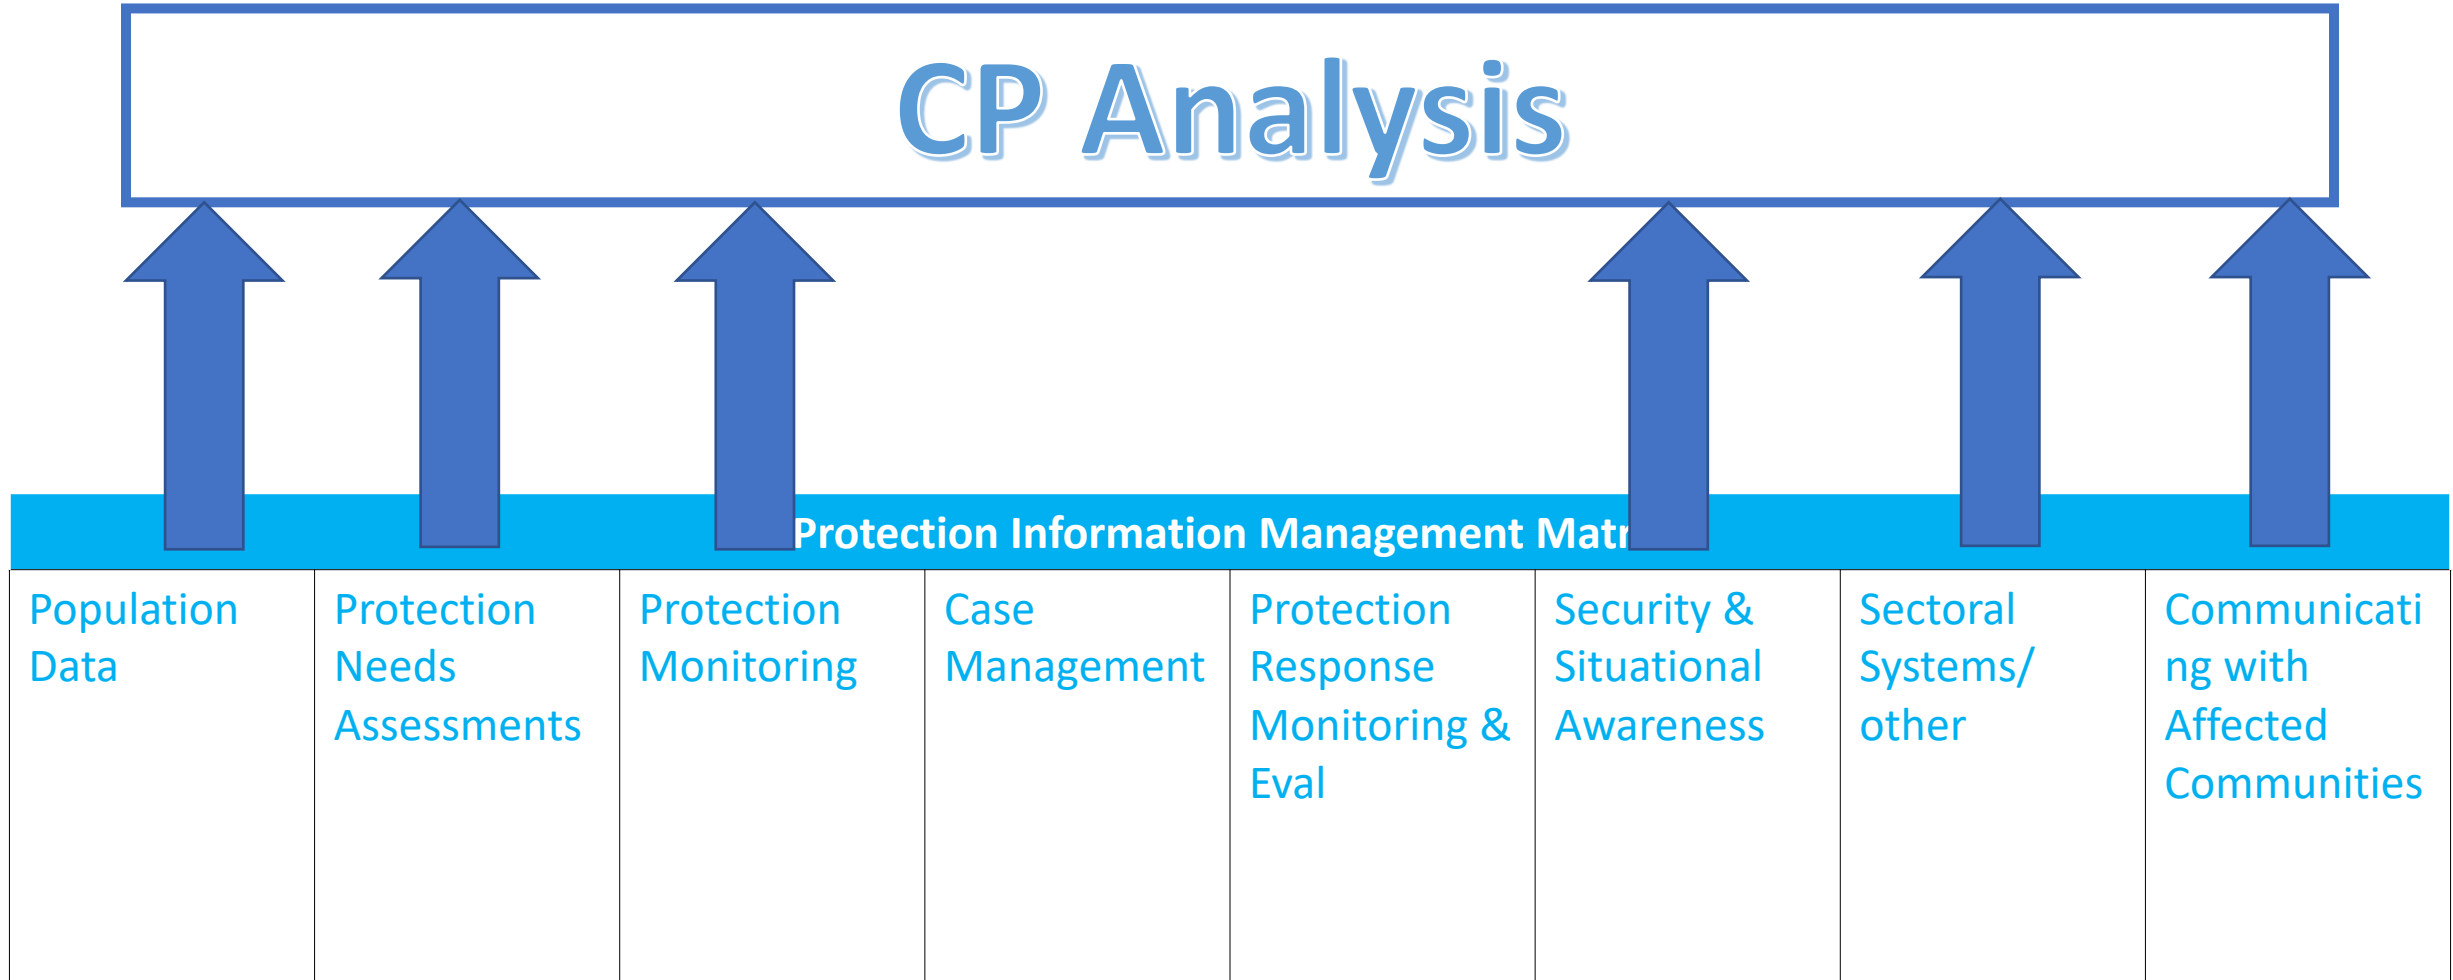 CP Analysis
Protection Information Management Matr
Population
Data
Protection
Needs
Assessments
Protection
Monitoring
Case
Management
Protection
Response
Monitoring &
Eval
Security &
Situational
Awareness
Sectoral
Systems/
other
Communicati
ng with
Affected
Communities